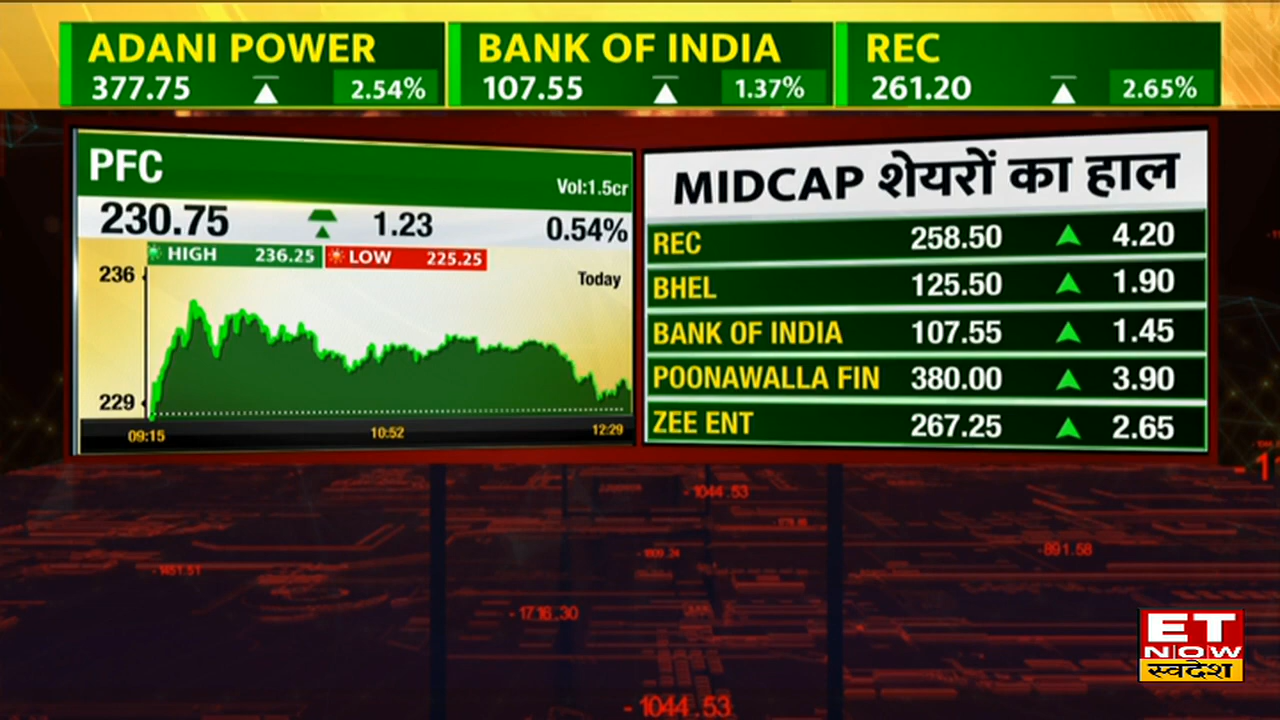 ADANI POWER
377.75 2.54%
BANK OF INDIA
107.55 1.37%
REC
261.20 2.65%
PFC
Vol:1.5cr
230.75 1.23 0.54%
HIGH 236.25 LOW 225.25
Today
236
229
09:15 10:52 12:29
MIDCAP शेयरों का हाल
REC 258.50 4.20
BHEL 125.50 1.90
BANK OF INDIA 107.55 1.45
POONAWALLA FIN 380.00 3.90
ZEE ENT 267.25 2.65
-1044.53
-891.58
-1718.30
-1044.53
ET
NOW
स्वदेश